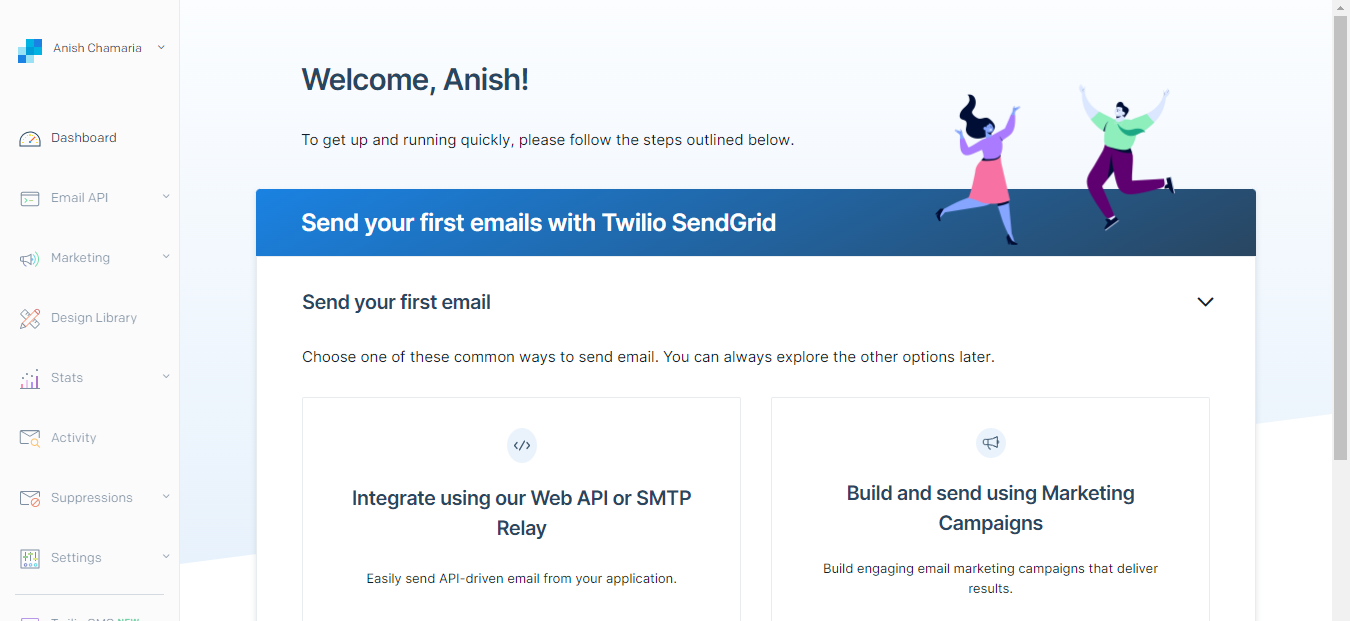 Anish Chamaria
Dashboard
Email API
Marketing
Design Library
Stats
Activity
Suppressions
Settings
Welcome, Anish!
To get up and running quickly, please follow the steps outlined below.
Send your first emails with Twilio SendGrid
Send your first email
Choose one of these common ways to send email. You can always explore the other options later.
Integrate using our Web API or SMTP
Relay
Easily send API-driven email from your application.
Build and send using Marketing
Campaigns
Build engaging email marketing campaigns that deliver
results.